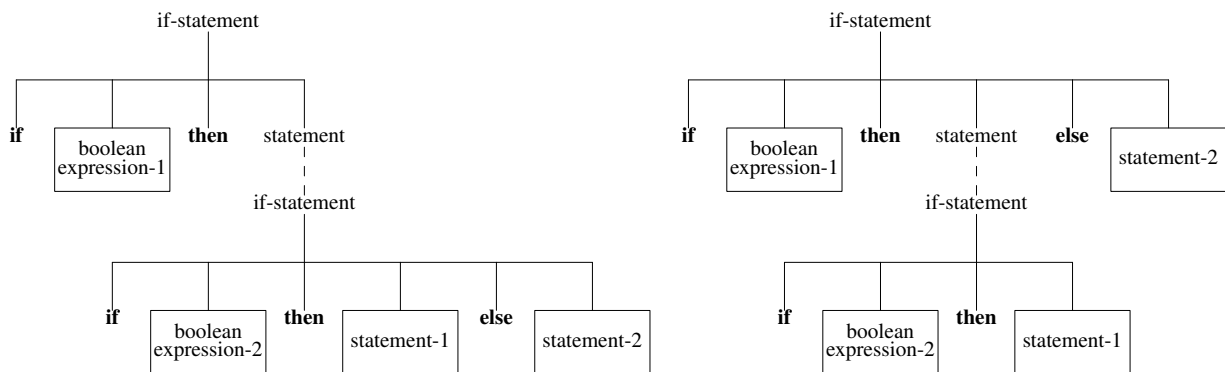 if-statement
if
boolean
expression-1
then
statement
if-statement
if
boolean
expression-2
then
statement-1
else
statement-2
if-statement
if
boolean
expression-1
then
statement
else
statement-2
if-statement
if
boolean
expression-2
then
statement-1